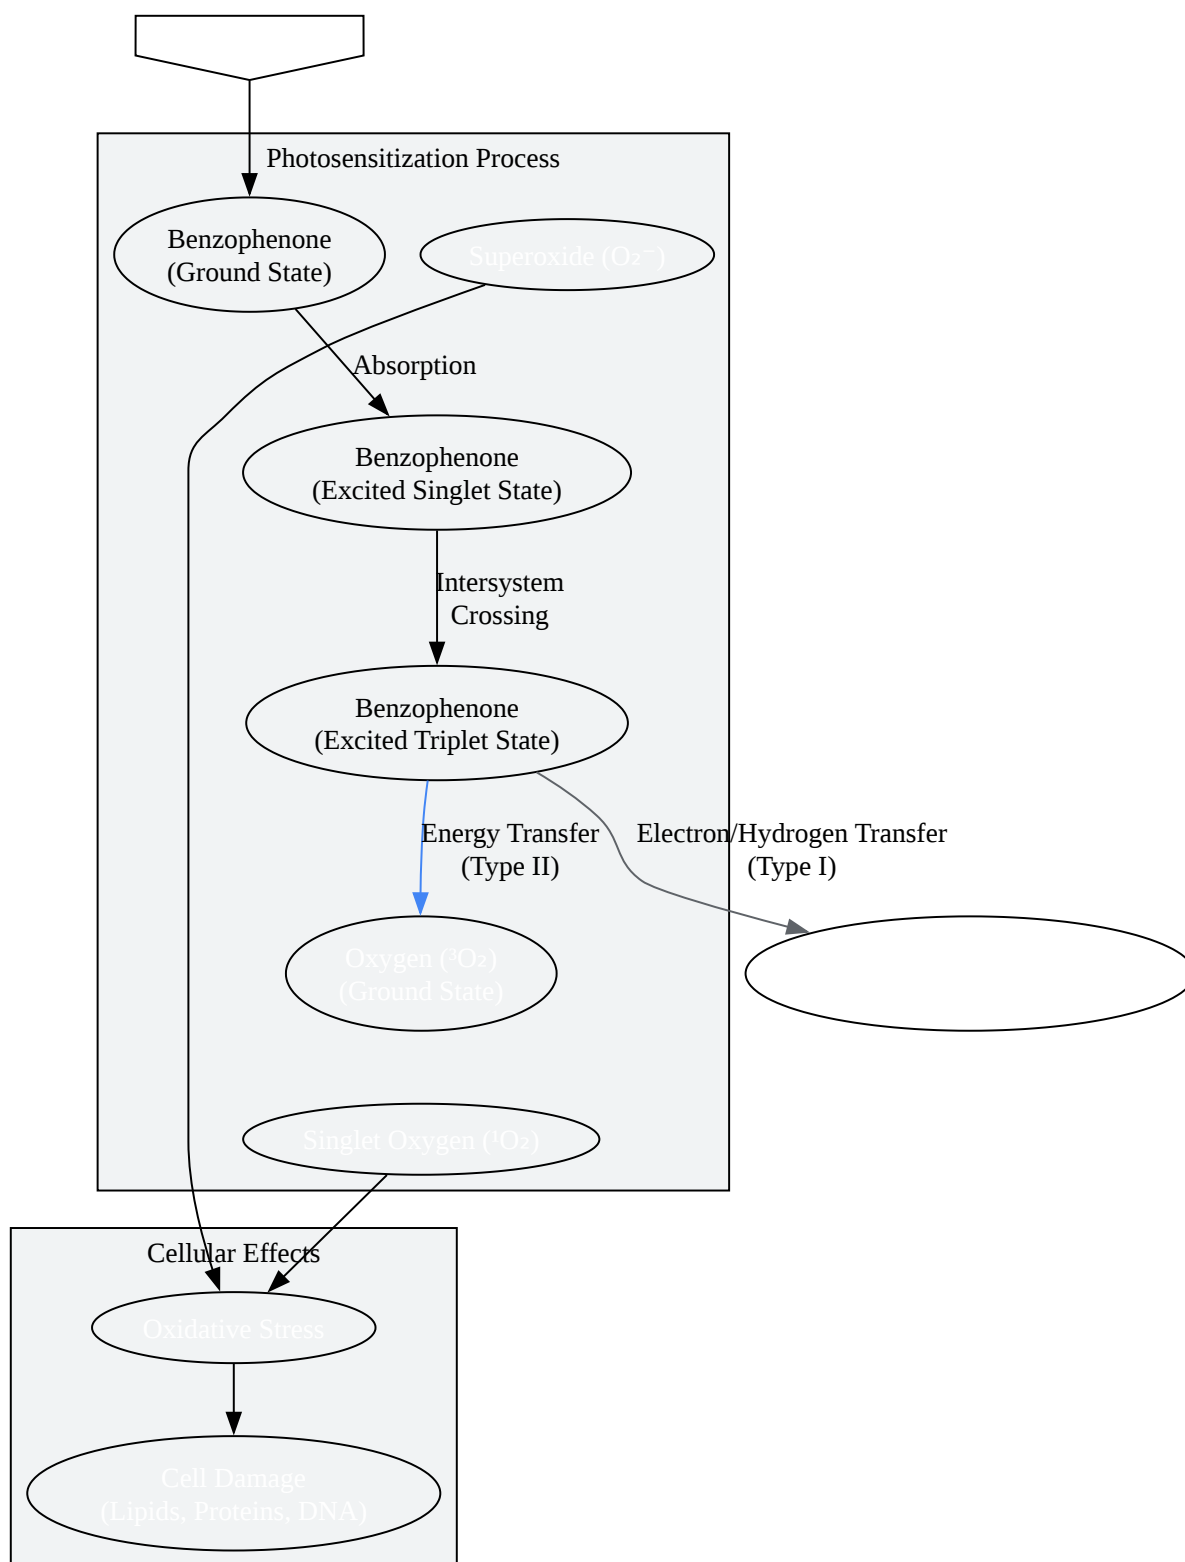 Photosensitization Process
Benzophenone
(Ground State)
Superoxide (O₂⁻)
Absorption
Benzophenone
(Excited Singlet State)
Intersystem
Crossing
Benzophenone
(Excited Triplet State)
Energy Transfer
(Type II)
Electron/Hydrogen Transfer
(Type I)
Oxygen (³O₂)
(Ground State)
Singlet Oxygen (¹O₂)
Cellular Effects
Oxidative Stress
Cell Damage
(Lipids, Proteins, DNA)